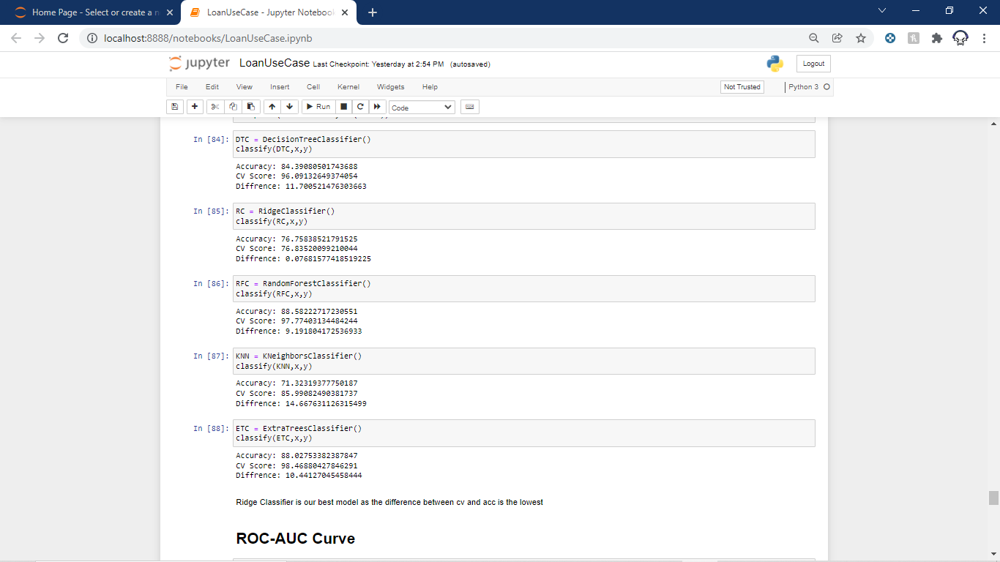 Home Page - Select or create a n
LoanUseCase - Jupyter Notebook
localhost:8888/notebooks/LoanUseCase.ipynb
jupyter LoanUseCase Last Checkpoint: Yesterday at 2:54 PM (autosaved)
Logout
File Edit View Insert Cell Kernel Widgets Help
Not Trusted
Python 3
Run
Code
In [84]: DTC = DecisionTreeClassifier()
classify(DTC,x,y)
Accuracy: 84.39080501743688
CV Score: 96.09132649374054
Diffrence: 11.700521476303663
In [85]: RC = RidgeClassifier()
classify(RC,x,y)
Accuracy: 76.75838521791525
CV Score: 76.83520099210044
Diffrence: 0.07681577418519225
In [86]: RFC = RandomForestClassifier()
classify(RFC,x,y)
Accuracy: 88.58222717230551
CV Score: 97.77403134484244
Diffrence: 9.191804172536933
In [87]: KNN = KNeighborsClassifier()
classify(KNN,x,y)
Accuracy: 71.32319377750187
CV Score: 85.99082490381737
Diffrence: 14.667631126315499
In [88]: ETC = ExtraTreesClassifier()
classify(ETC,x,y)
Accuracy: 88.02753382387847
CV Score: 98.46880427846291
Diffrence: 10.44127045458444
Ridge Classifier is our best model as the difference between cv and acc is the lowest
ROC-AUC Curve